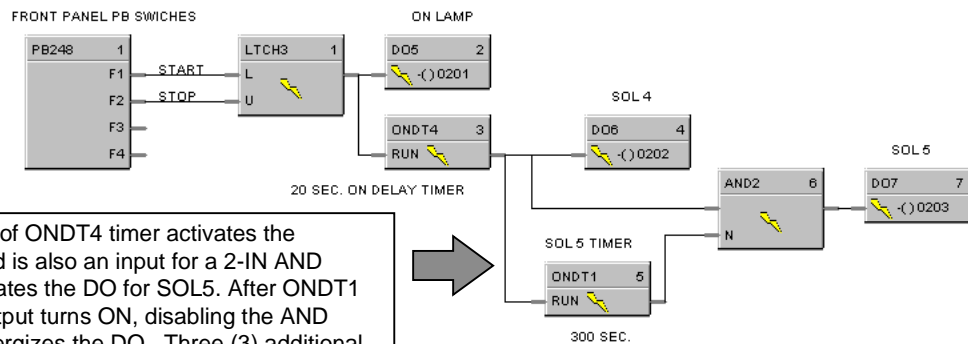 FRONT PANEL PB SWICHES
ON LAMP
PB248 1
F1
F2
F3
F4
START
STOP
LTCH3 1
L
U
DO5 2
-( ) 0201
ONDT4 3
RUN
20 SEC. ON DELAY TIMER
SOL 4
DO6 4
-( ) 0202
SOL 5 TIMER
ONDT1 5
RUN
300 SEC.
AND2 6
N
SOL 5
DO7 7
-( ) 0203
of ONDT4 timer activates the
is also an input for a 2-IN AND
ates the DO for SOL5. After ONDT1
tput turns ON, disabling the AND
ergizes the DO. Three (3) additional